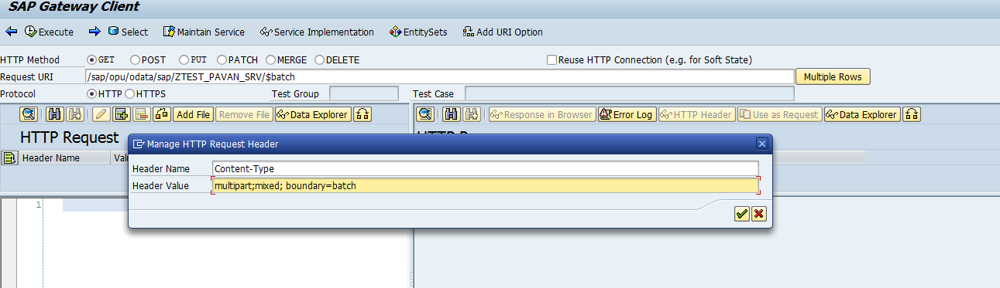 SAP Gateway Client
Execute Select Maintain Service Service Implementation EntitySets Add URI Option
HTTP Method GET POST PUT PATCH MERGE DELETE Reuse HTTP Connection (e.g. for Soft State)
Request URI /sap/opu/odata/sap/ZTEST_PAVAN_SRV/$batch Multiple Rows
Protocol HTTP HTTPS Test Group Test Case
Add File Remove File Data Explorer Response in Browser Error Log HTTP Header Use as Request Data Explorer
HTTP Request
Manage HTTP Request Header
Header Name Header Name Content-Type
Header Value multipart;mixed; boundary=batch
1